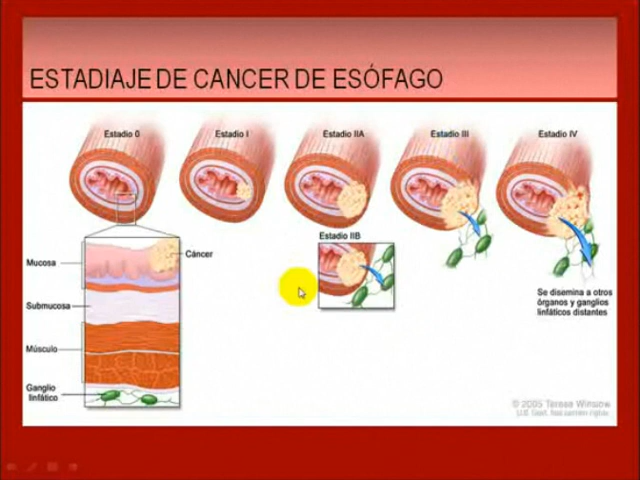 ESTADIAJE DE CANCER DE ESÓFAGO
Estadio 0
Estadio I
Estadio IIA
Estadio III
Estadio IV
Estadio IIB
Cáncer
Mucosa
Submucosa
Músculo
Ganglio
linfático
Se disemina a otros
órganos y ganglios
linfáticos distantes
© 2005 Terese Winslow
U.S. Govt. has certain rights